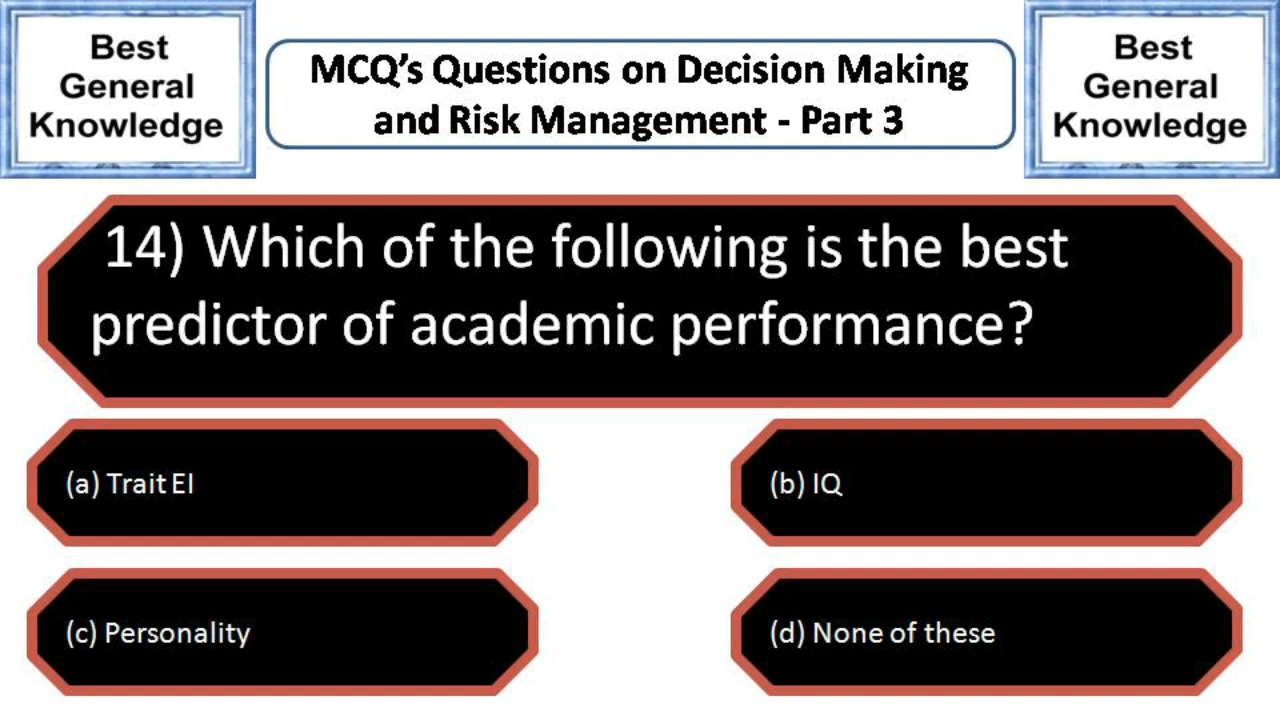 Best
General
Knowledge
MCQ’s Questions on Decision Making
and Risk Management - Part 3
Best
General
Knowledge
14) Which of the following is the best
predictor of academic performance?
(a) Trait EI
(b) IQ
(c) Personality
(d) None of these